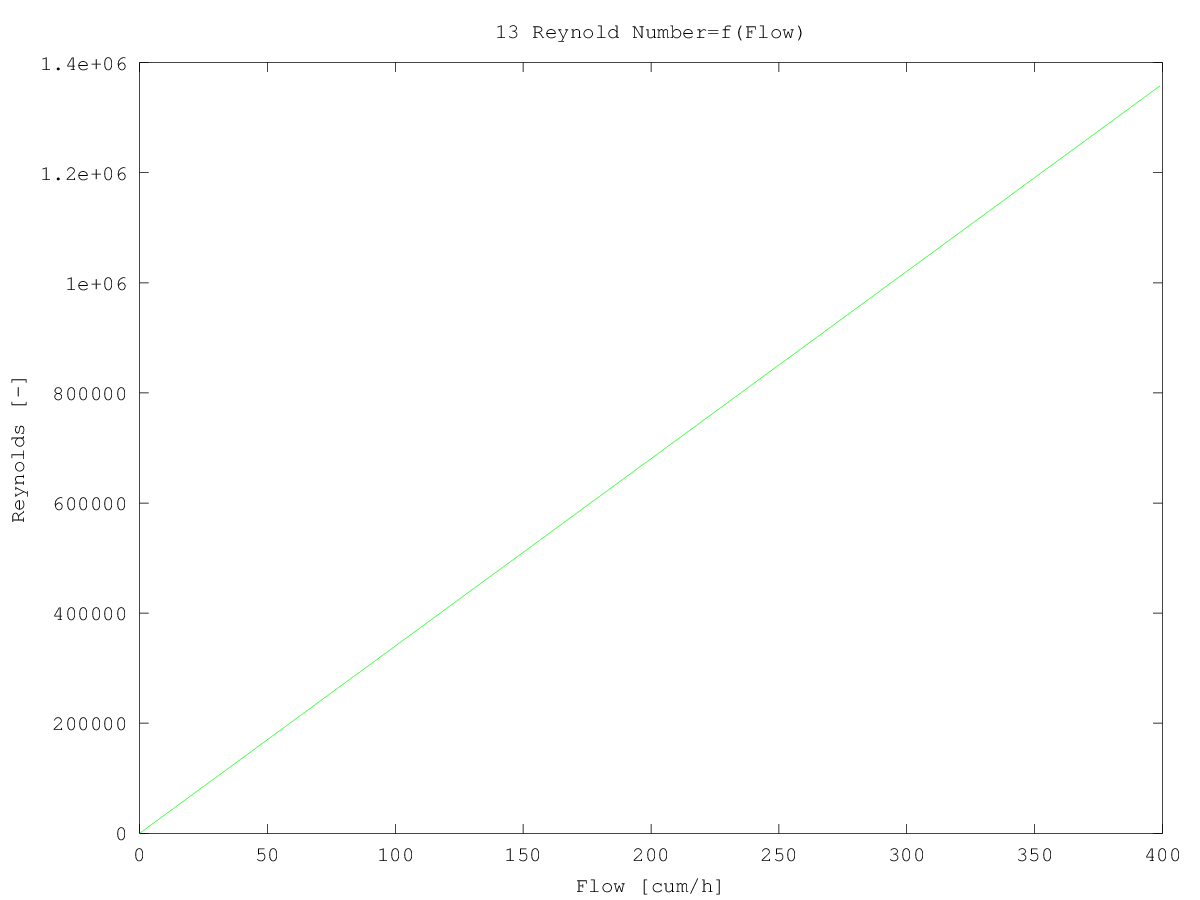 13 Reynold Number=f(Flow)
1.4e+06
1.2e+06
1e+06
800000
600000
400000
200000
0
Reynolds [-]
0 50 100 150 200 250 300 350 400
Flow [cum/h]